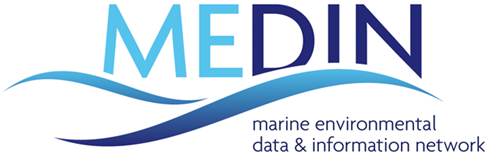 MEDIN
marine environmental
data & information network